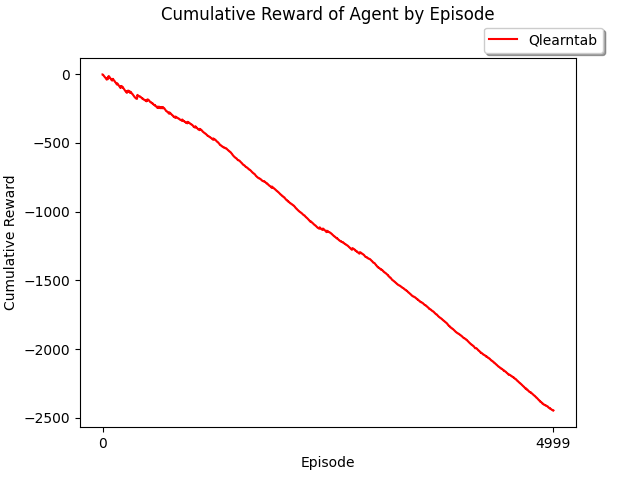 Cumulative Reward of Agent by Episode
Qlearntab
0
−500
−1000
−1500
−2000
−2500
Cumulative Reward
0
4999
Episode